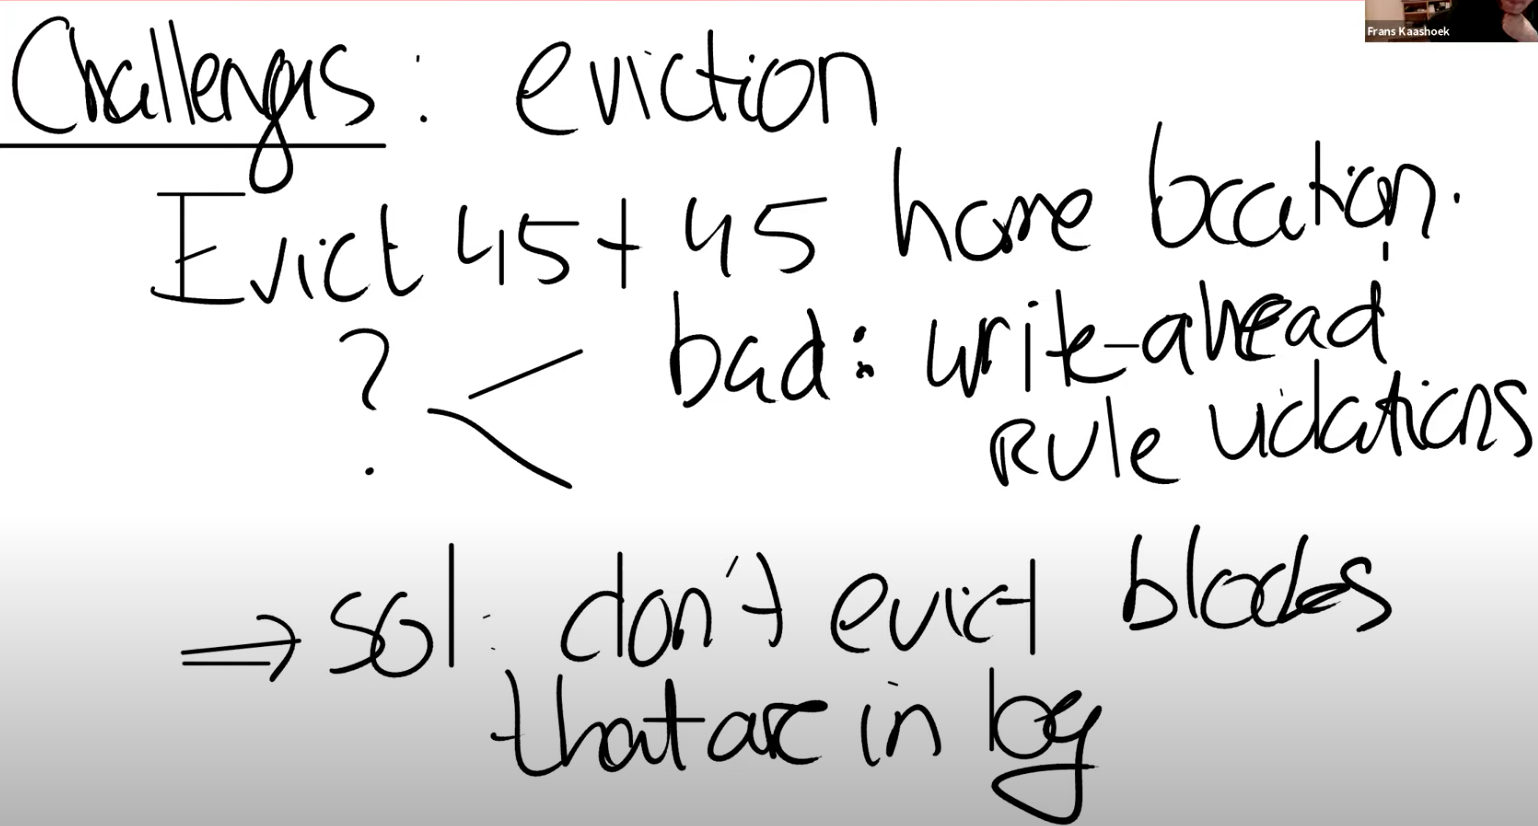 Frans Kaashoek
Challenges : eviction
Evict 45 + 45 home location.
? bad : write-ahead
Rule violations
⇒ sol : don't evict blocks
that are in log